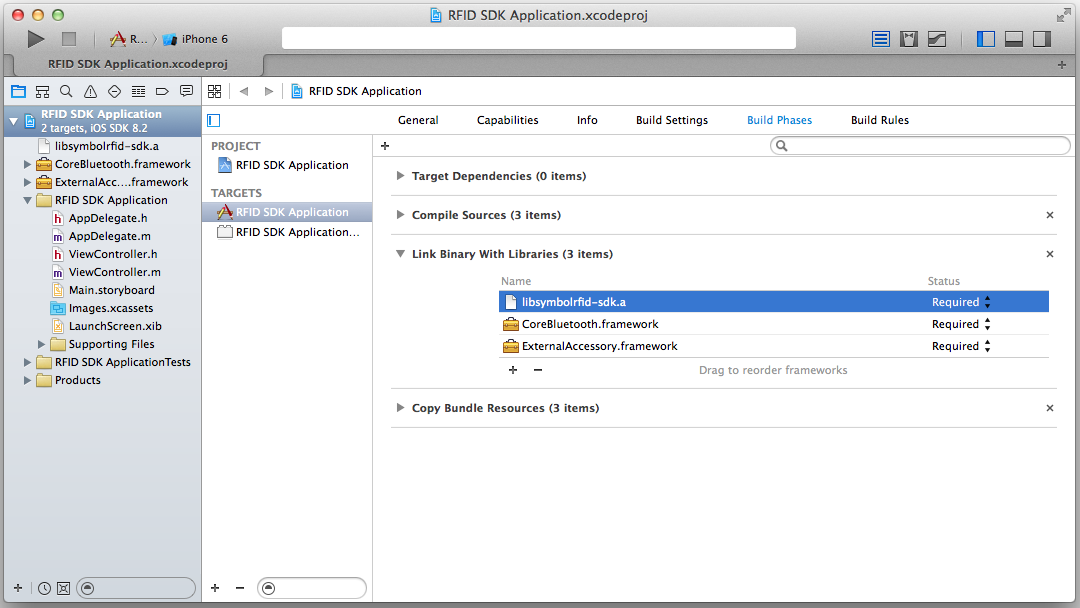 RFID SDK Application.xcodeproj
R... iPhone 6
RFID SDK Application.xcodeproj
RFID SDK Application
RFID SDK Application
2 targets, iOS SDK 8.2
libsymbolrfid-sdk.a
CoreBluetooth.framework
ExternalAcc....framework
RFID SDK Application
AppDelegate.h
AppDelegate.m
ViewController.h
ViewController.m
Main.storyboard
Images.xcassets
LaunchScreen.xib
Supporting Files
RFID SDK ApplicationTests
Products
General Capabilities Info Build Settings Build Phases Build Rules
PROJECT
RFID SDK Application
TARGETS
RFID SDK Application
RFID SDK Application...
Target Dependencies (0 items)
Compile Sources (3 items)
Link Binary With Libraries (3 items)
Name Status
libsymbolrfid-sdk.a Required
CoreBluetooth.framework Required
ExternalAccessory.framework Required
Drag to reorder frameworks
Copy Bundle Resources (3 items)